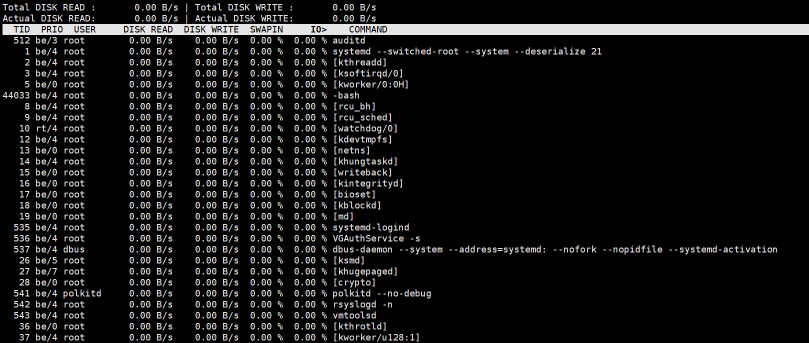 Total DISK READ :       0.00 B/s | Total DISK WRITE :       0.00 B/s
Actual DISK READ:       0.00 B/s | Actual DISK WRITE:       0.00 B/s
  TID  PRIO  USER     DISK READ  DISK WRITE  SWAPIN     IO>    COMMAND
  512 be/3 root        0.00 B/s    0.00 B/s  0.00 %  0.00 % auditd
    1 be/4 root        0.00 B/s    0.00 B/s  0.00 %  0.00 % systemd --switched-root --system --deserialize 21
    2 be/4 root        0.00 B/s    0.00 B/s  0.00 %  0.00 % [kthreadd]
    3 be/4 root        0.00 B/s    0.00 B/s  0.00 %  0.00 % [ksoftirqd/0]
    5 be/0 root        0.00 B/s    0.00 B/s  0.00 %  0.00 % [kworker/0:0H]
44033 be/4 root        0.00 B/s    0.00 B/s  0.00 %  0.00 % -bash
    8 be/4 root        0.00 B/s    0.00 B/s  0.00 %  0.00 % [rcu_bh]
    9 be/4 root        0.00 B/s    0.00 B/s  0.00 %  0.00 % [rcu_sched]
   10 rt/4 root        0.00 B/s    0.00 B/s  0.00 %  0.00 % [watchdog/0]
   12 be/4 root        0.00 B/s    0.00 B/s  0.00 %  0.00 % [kdevtmpfs]
   13 be/0 root        0.00 B/s    0.00 B/s  0.00 %  0.00 % [netns]
   14 be/4 root        0.00 B/s    0.00 B/s  0.00 %  0.00 % [khungtaskd]
   15 be/0 root        0.00 B/s    0.00 B/s  0.00 %  0.00 % [writeback]
   16 be/0 root        0.00 B/s    0.00 B/s  0.00 %  0.00 % [kintegrityd]
   17 be/0 root        0.00 B/s    0.00 B/s  0.00 %  0.00 % [bioset]
   18 be/0 root        0.00 B/s    0.00 B/s  0.00 %  0.00 % [kblockd]
   19 be/0 root        0.00 B/s    0.00 B/s  0.00 %  0.00 % [md]
  535 be/4 root        0.00 B/s    0.00 B/s  0.00 %  0.00 % systemd-logind
  536 be/4 root        0.00 B/s    0.00 B/s  0.00 %  0.00 % VGAuthService -s
  537 be/4 dbus        0.00 B/s    0.00 B/s  0.00 %  0.00 % dbus-daemon --system --address=systemd: --nofork --nopidfile --systemd-activation
   26 be/5 root        0.00 B/s    0.00 B/s  0.00 %  0.00 % [ksmd]
   27 be/7 root        0.00 B/s    0.00 B/s  0.00 %  0.00 % [khugepaged]
   28 be/0 root        0.00 B/s    0.00 B/s  0.00 %  0.00 % [crypto]
  541 be/4 polkitd     0.00 B/s    0.00 B/s  0.00 %  0.00 % polkitd --no-debug
  542 be/4 root        0.00 B/s    0.00 B/s  0.00 %  0.00 % rsyslogd -n
  543 be/4 root        0.00 B/s    0.00 B/s  0.00 %  0.00 % vmtoolsd
   36 be/0 root        0.00 B/s    0.00 B/s  0.00 %  0.00 % [kthrotld]
   37 be/4 root        0.00 B/s    0.00 B/s  0.00 %  0.00 % [kworker/u128:1]